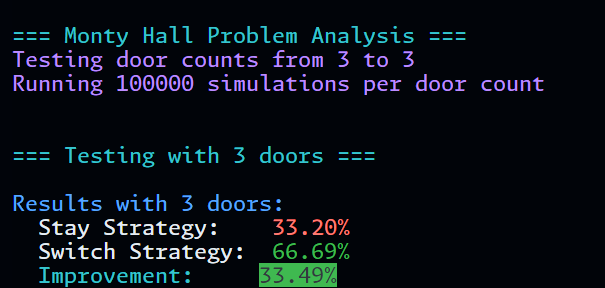 === Monty Hall Problem Analysis ===
Testing door counts from 3 to 3
Running 100000 simulations per door count
=== Testing with 3 doors ===
Results with 3 doors:
Stay Strategy: 33.20%
Switch Strategy: 66.69%
Improvement: 33.49%